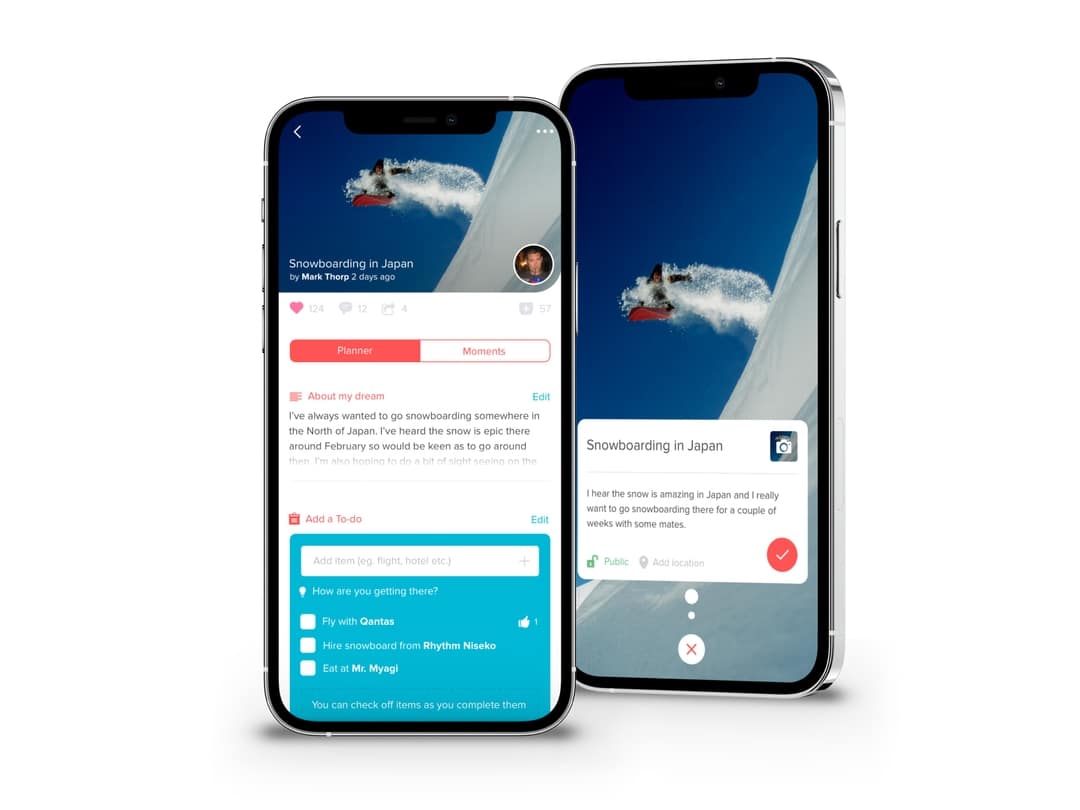 Snowboarding in Japan
by Mark Thorp 2 days ago
124 12 4 57
Planner Moments
About my dream Edit
I've always wanted to go snowboarding somewhere in
the North of Japan. I've heard the snow is epic there
around February so would be keen as to go around
then. I'm also hoping to do a bit of sight seeing on the
Add a To-do Edit
Add item (eg. flight, hotel etc.)
How are you getting there?
Fly with Qantas 1
Hire snowboard from Rhythm Niseko
Eat at Mr. Myagi
You can check off items as you complete them
Snowboarding in Japan
I hear the snow is amazing in Japan and I really
want to go snowboarding there for a couple of
weeks with some mates.
Public Add location